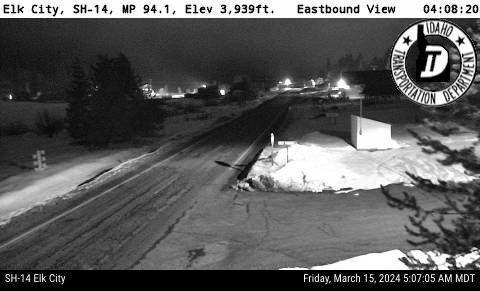 Elk City, SH-14, MP 94.1, Elev 3,939ft. Eastbound View 04:08:20
IDAHO
TRANSPORTATION DEPARTMENT
SH-14 Elk City Friday, March 15, 2024 5:07:05 AM MDT